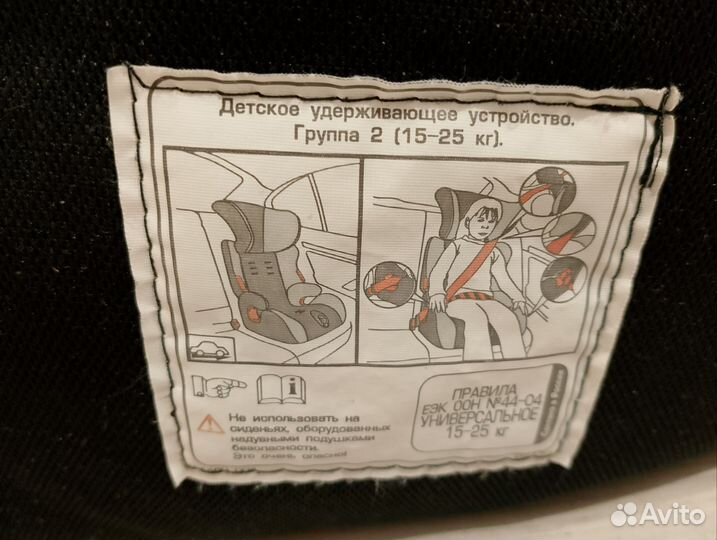 Детское удерживающее устройство.
Группа 2 (15-25 кг).
i
Не использовать на
сиденьях, оборудованных
надувными подушками
безопасности.
Это очень опасно!
ПРАВИЛА
ЕЭК ООН №44-04
УНИВЕРСАЛЬНОЕ
15-25 кг
Avito